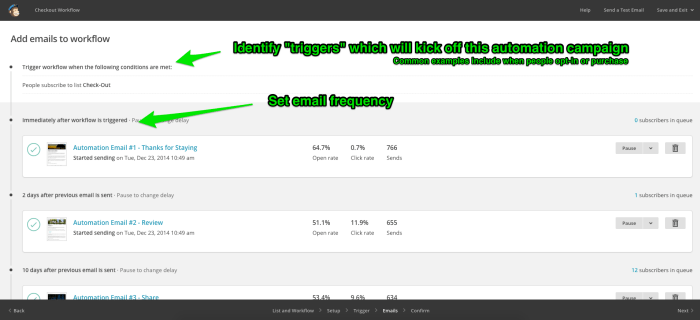 Checkout Workflow Help Send a Test Email Save and Exit
Add emails to workflow
Identify "triggers" which will kick off this automation campaign
Trigger workflow when the following conditions are met:
Common examples include when people opt-in or purchase
People subscribe to list Check-Out
Set email frequency
Immediately after workflow is triggered - Pause to change delay 0 subscribers in queue
Automation Email #1 - Thanks for Staying 64.7% 0.7% 766 Pause
Started sending on Tue, Dec 23, 2014 10:49 am Open rate Click rate Sends
2 days after previous email is sent - Pause to change delay 1 subscribers in queue
Automation Email #2 - Review 51.1% 11.9% 655 Pause
Started sending on Tue, Dec 23, 2014 10:49 am Open rate Click rate Sends
10 days after previous email is sent - Pause to change delay 12 subscribers in queue
Automation Email #3 - Share 53.4% 9.6% 634
Back List and Workflow Setup Trigger Emails Confirm Next